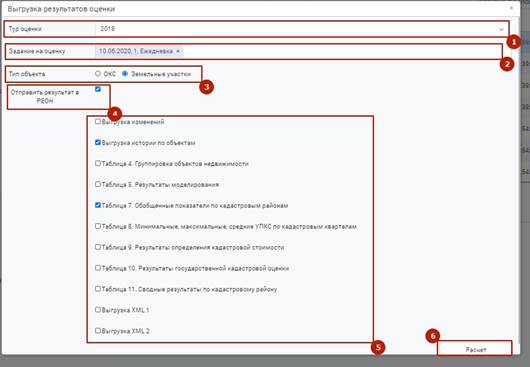 Выгрузка результатов оценки ×
Тур оценки 2018
1
Задание на оценку 10.06.2020, 1, Ежедневка ×
2
Тип объекта ОКС Земельные участки
3
Отправить результат в
РЕОН
4
Выгрузка изменений
Выгрузка истории по объектам
Таблица 4. Группировка объектов недвижимости
Таблица 5. Результаты моделирования
Таблица 7. Обобщенные показатели по кадастровым районам
Таблица 8. Минимальные, максимальные, средние УПКС по кадастровым кварталам
Таблица 9. Результаты определения кадастровой стоимости
Таблица 10. Результаты государственной кадастровой оценки
Таблица 11. Сводные результаты по кадастровому району
Выгрузка XML 1
Выгрузка XML 2
5
6
Расчет